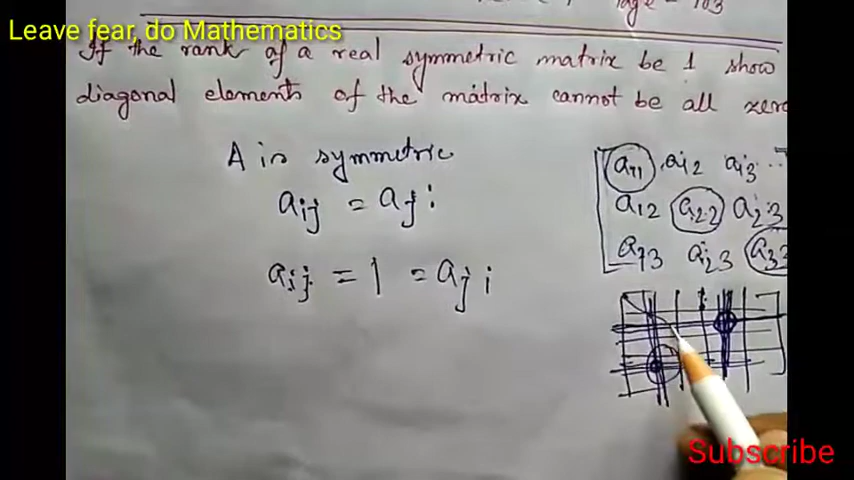 Page - 103
Leave fear, do Mathematics
If the rank of a real symmetric matrix be 1 show
diagonal elements of the matrix cannot be all zero
A is symmetric
aij = aji
aij = 1 = aji
a11 a12 a13 ...
a12 a22 a23
a13 a23 a33
Subscribe